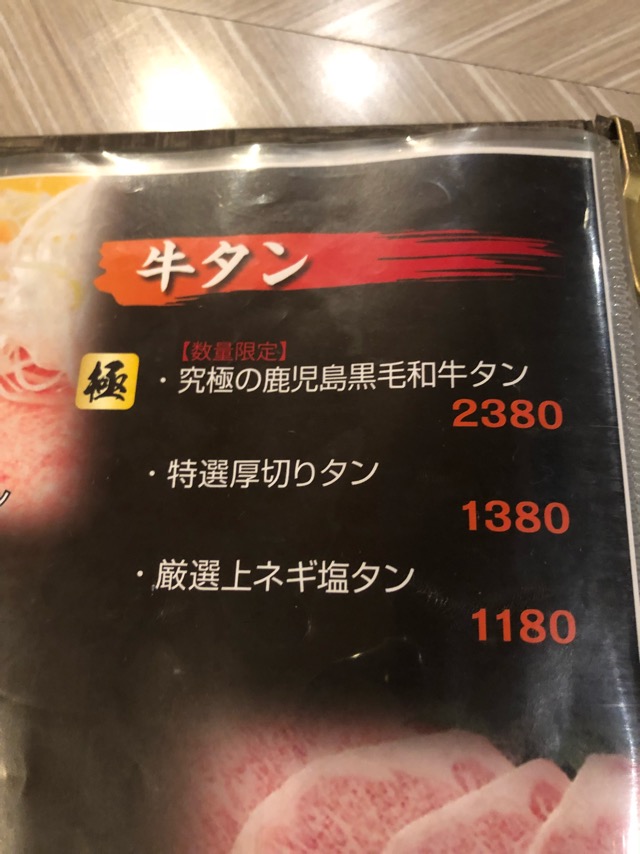 牛タン
【数量限定】
極
・究極の鹿児島黒毛和牛タン
2380
・特選厚切りタン
1380
・厳選上ネギ塩タン
1180